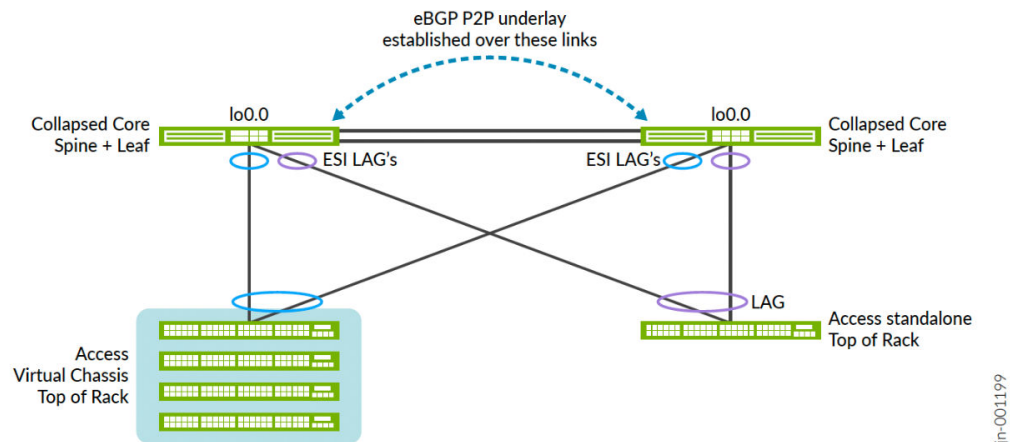 eBGP P2P underlay
established over these links
lo0.0
lo0.0
Collapsed Core
Spine + Leaf
Collapsed Core
Spine + Leaf
ESI LAG's
ESI LAG's
LAG
Access
Virtual Chassis
Top of Rack
Access standalone
Top of Rack
jn-001199